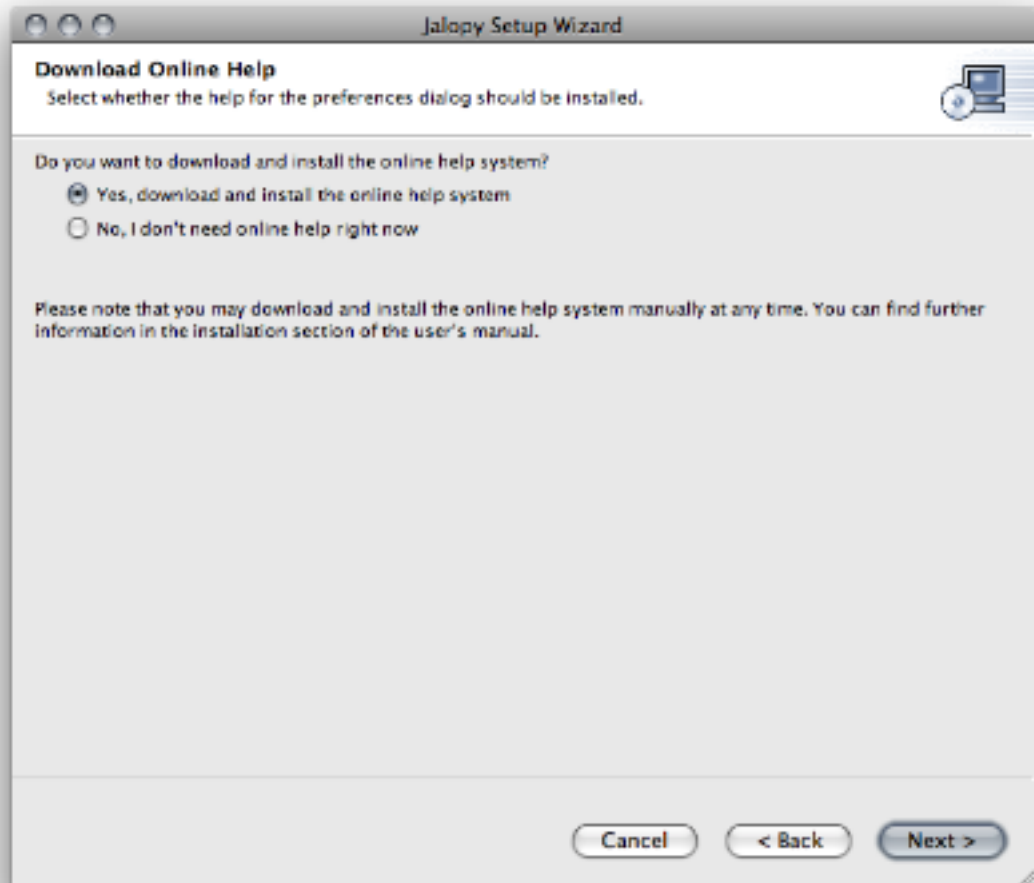 Jalopy Setup Wizard
Download Online Help
Select whether the help for the preferences dialog should be installed.
Do you want to download and install the online help system?
Yes, download and install the online help system
No, I don't need online help right now
Please note that you may download and install the online help system manually at any time. You can find further
information in the installation section of the user's manual.
Cancel
< Back
Next >